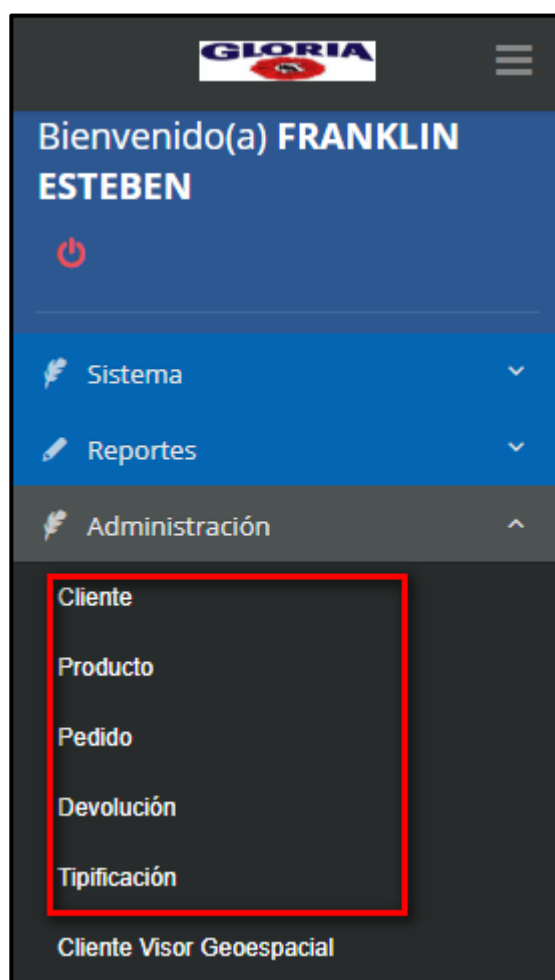 GLORIA
Bienvenido(a) FRANKLIN
ESTEBEN
Sistema
Reportes
Administración
Cliente
Producto
Pedido
Devolución
Tipificación
Cliente Visor Geoespacial